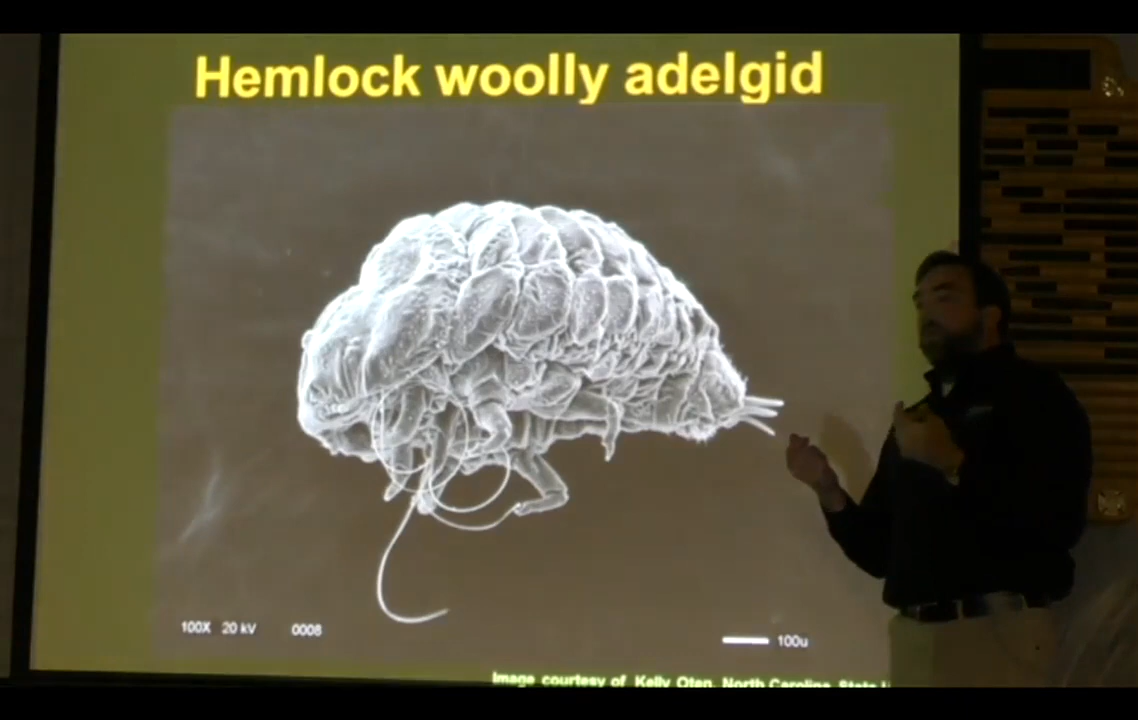 Hemlock woolly adelgid
100X 20 kV 0008
100u
Image courtesy of Kelly Oten, North Carolina State